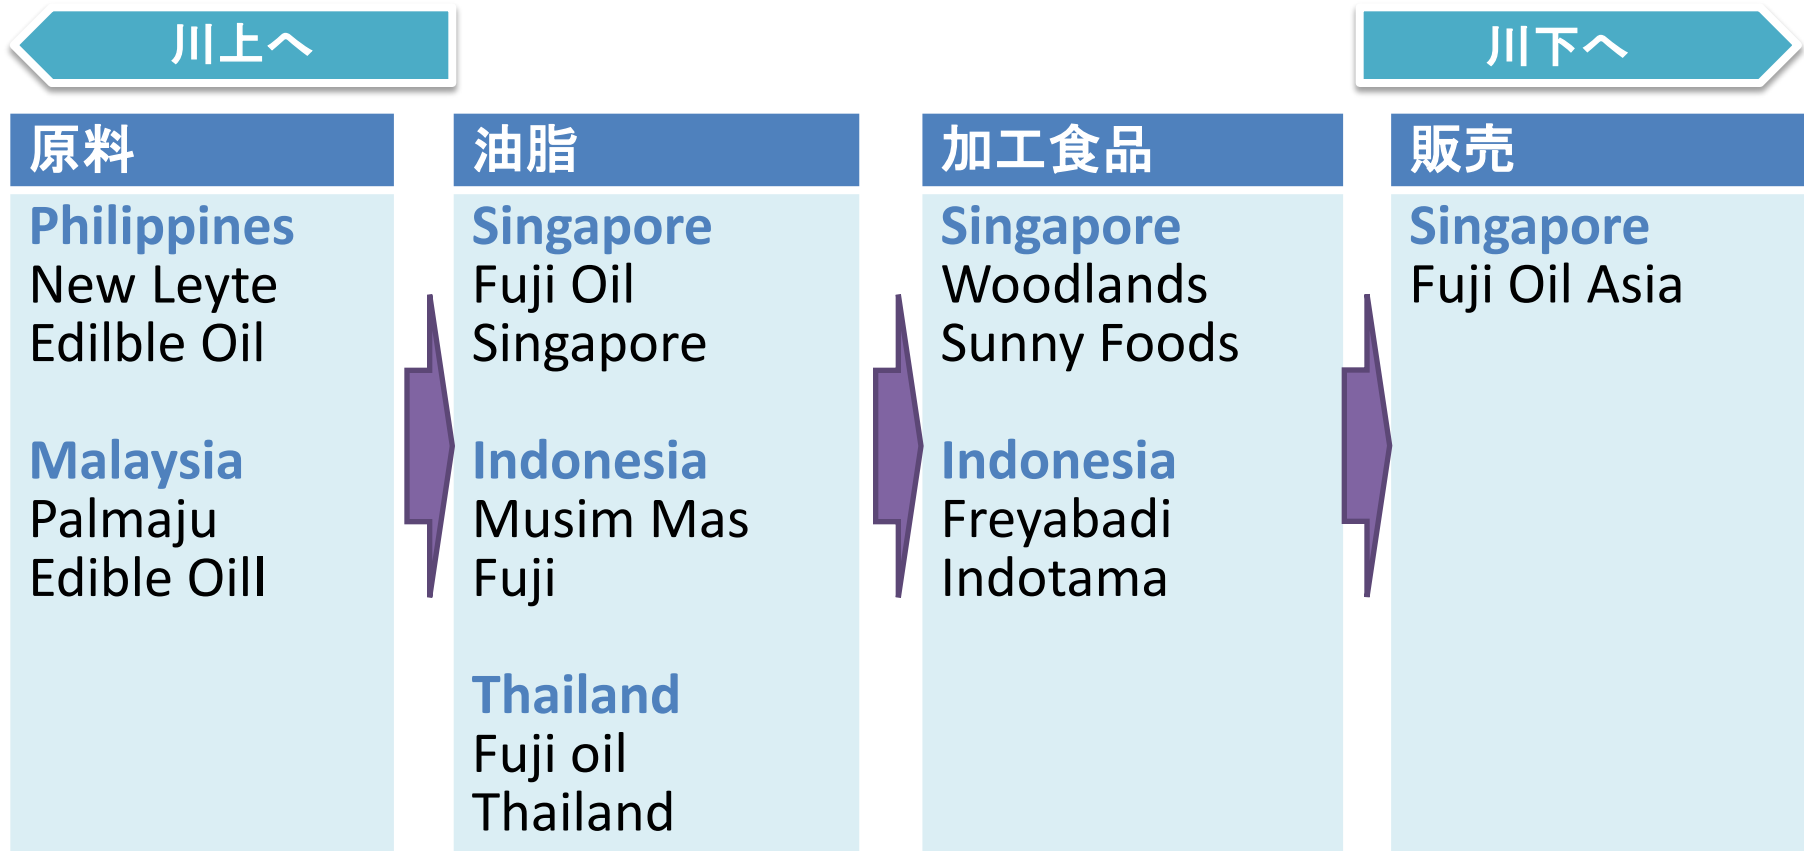 川上へ
川下へ
原料
Philippines
New Leyte
Edilble Oil
Malaysia
Palmaju
Edible Oill
油脂
Singapore
Fuji Oil
Singapore
Indonesia
Musim Mas
Fuji
Thailand
Fuji oil
Thailand
加工食品
Singapore
Woodlands
Sunny Foods
Indonesia
Freyabadi
Indotama
販売
Singapore
Fuji Oil Asia